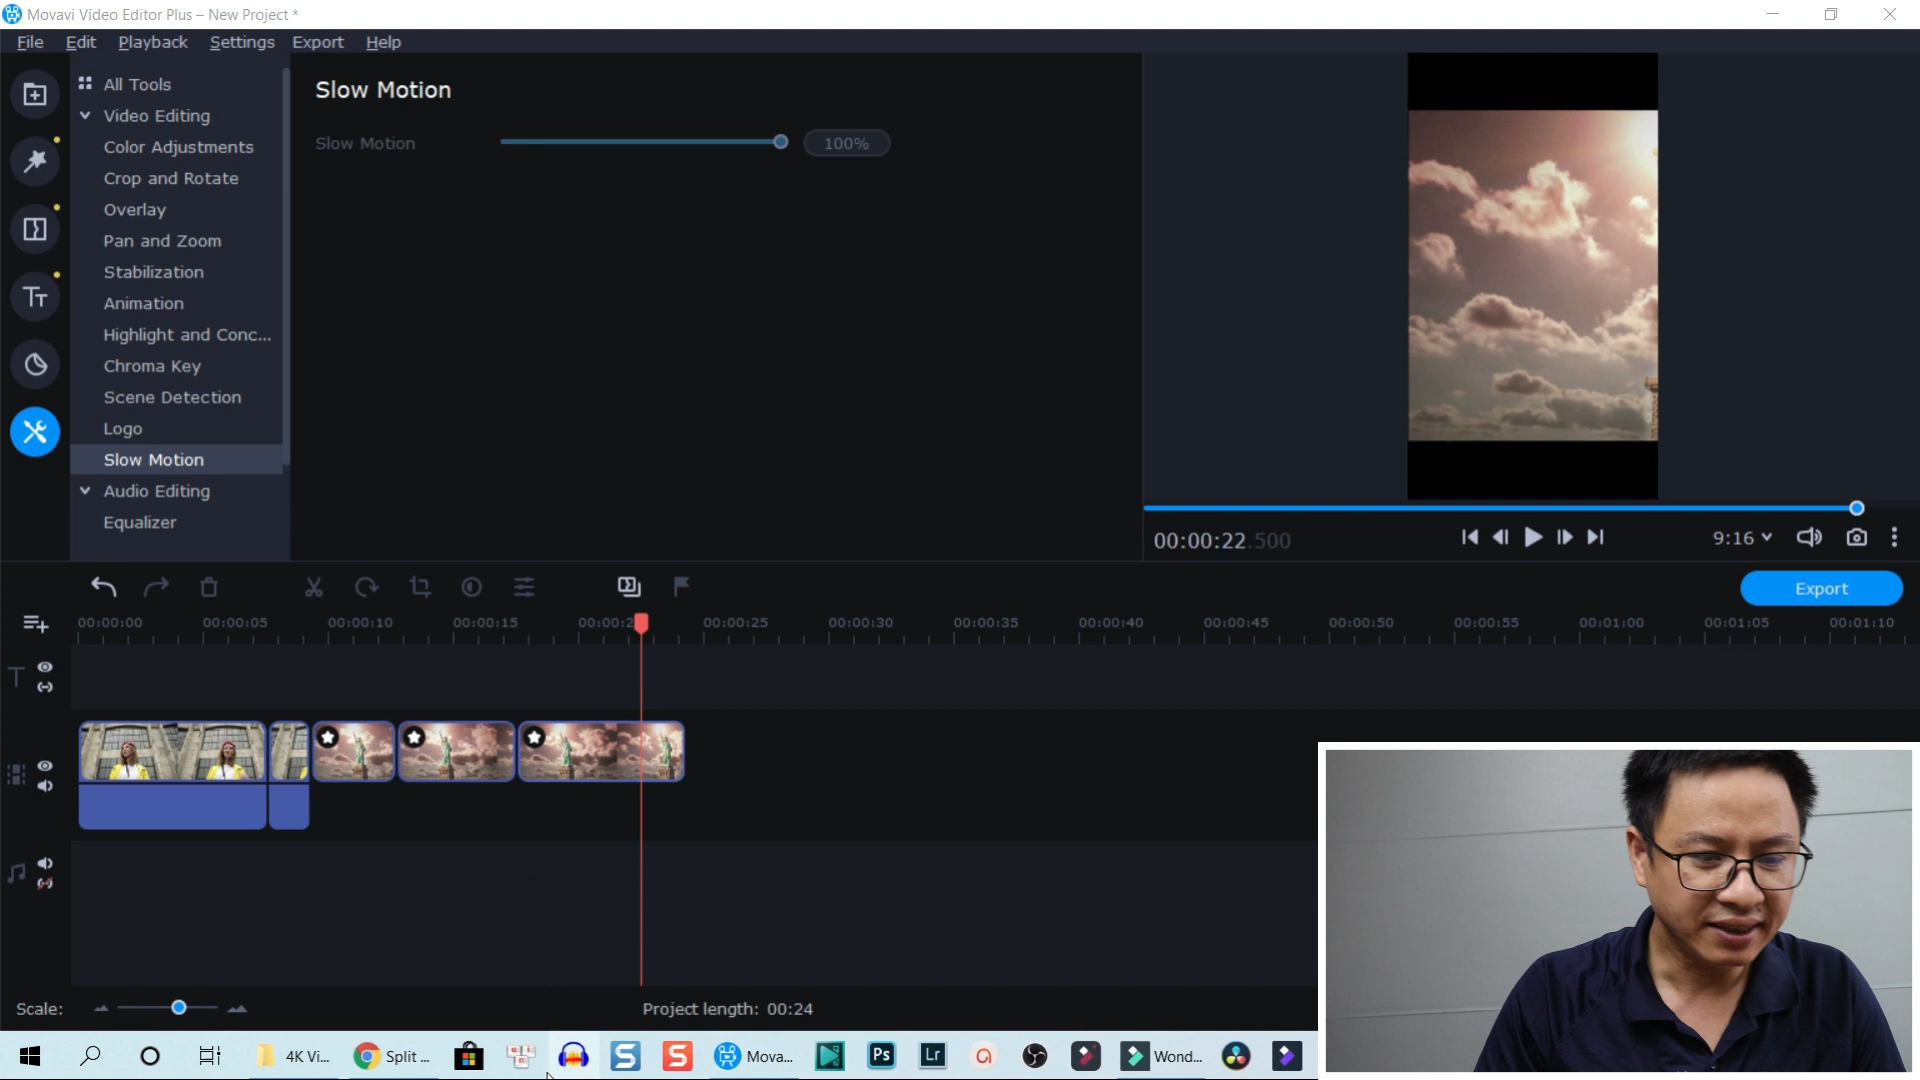 Movavi Video Editor Plus – New Project *
File Edit Playback Settings Export Help
All Tools
Video Editing
Color Adjustments
Crop and Rotate
Overlay
Pan and Zoom
Stabilization
Animation
Highlight and Conc...
Chroma Key
Scene Detection
Logo
Slow Motion
Audio Editing
Equalizer
Slow Motion
Slow Motion 100%
00:00:22.500
9:16
Export
00:00:00 00:00:05 00:00:10 00:00:15 00:00:2 00:00:25 00:00:30 00:00:35 00:00:40 00:00:45 00:00:50 00:00:55 00:01:00 00:01:05 00:01:10
Scale:
Project length: 00:24
4K Vi... Split ... S S Mova... Ps Lr Wond...